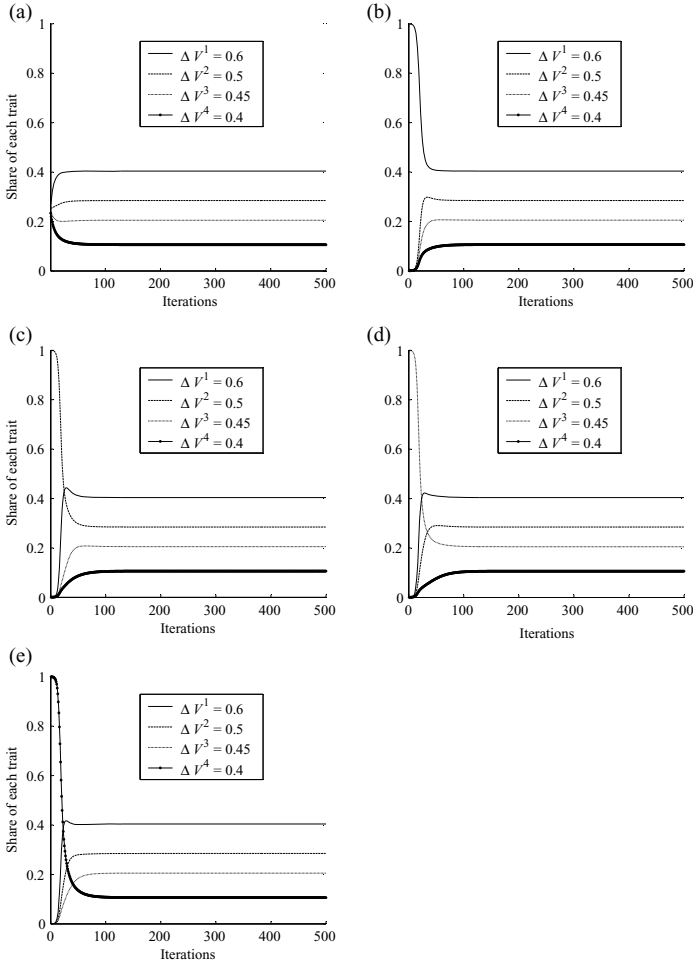 (a)
1
0.8
0.6
0.4
0.2
0
Share of each trait
Δ V¹ = 0.6
Δ V² = 0.5
Δ V³ = 0.45
Δ V⁴ = 0.4
100 200 300 400 500
Iterations
(b)
1
0.8
0.6
0.4
0.2
0
Δ V¹ = 0.6
Δ V² = 0.5
Δ V³ = 0.45
Δ V⁴ = 0.4
0 100 200 300 400 500
Iterations
(c)
1
0.8
0.6
0.4
0.2
0
Share of each trait
Δ V¹ = 0.6
Δ V² = 0.5
Δ V³ = 0.45
Δ V⁴ = 0.4
0 100 200 300 400 500
Iterations
(d)
1
0.8
0.6
0.4
0.2
0
Δ V¹ = 0.6
Δ V² = 0.5
Δ V³ = 0.45
Δ V⁴ = 0.4
0 100 200 300 400 500
Iterations
(e)
1
0.8
0.6
0.4
0.2
0
Share of each trait
Δ V¹ = 0.6
Δ V² = 0.5
Δ V³ = 0.45
Δ V⁴ = 0.4
0 100 200 300 400 500
Iterations